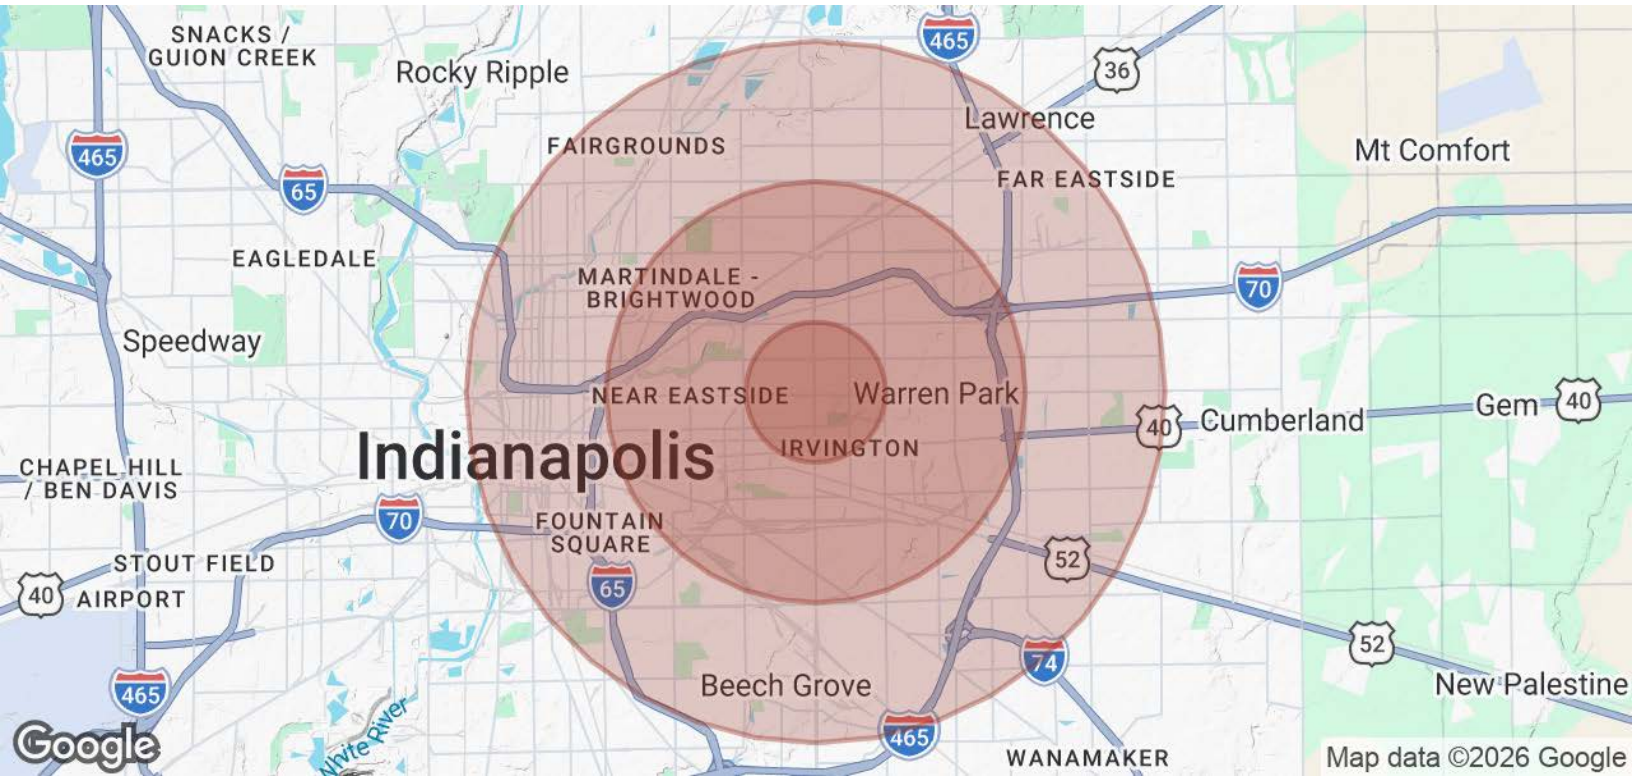 SNACKS /
GUION CREEK
Rocky Ripple
465
36
Lawrence
FAIRGROUNDS
465
Mt Comfort
65
FAR EASTSIDE
EAGLEDALE
MARTINDALE -
BRIGHTWOOD
70
Speedway
NEAR EASTSIDE
Warren Park
Gem
40
40
Cumberland
Indianapolis
IRVINGTON
CHAPEL HILL
/ BEN DAVIS
70
FOUNTAIN
SQUARE
STOUT FIELD
52
65
40
AIRPORT
52
74
465
Beech Grove
New Palestine
White River
465
Google
WANAMAKER
Map data ©2026 Google